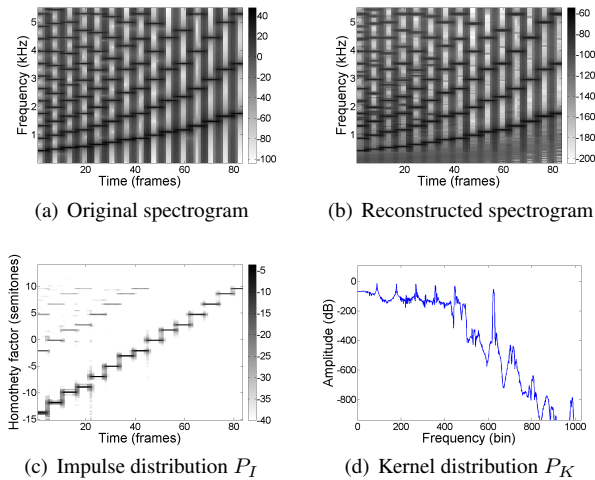 5
4
3
2
1
Frequency (kHz)
20 40 60 80
Time (frames)
40
20
0
-20
-40
-60
-80
-100
(a) Original spectrogram
5
4
3
2
1
Frequency (kHz)
20 40 60 80
Time (frames)
-60
-80
-100
-120
-140
-160
-180
-200
(b) Reconstructed spectrogram
10
5
0
-5
-10
-15
Homothety factor (semitones)
0 20 40 60 80
Time (frames)
-5
-10
-15
-20
-25
-30
-35
-40
(c) Impulse distribution P_I
0
-200
-400
-600
-800
Amplitude (dB)
0 200 400 600 800 1000
Frequency (bin)
(d) Kernel distribution P_K